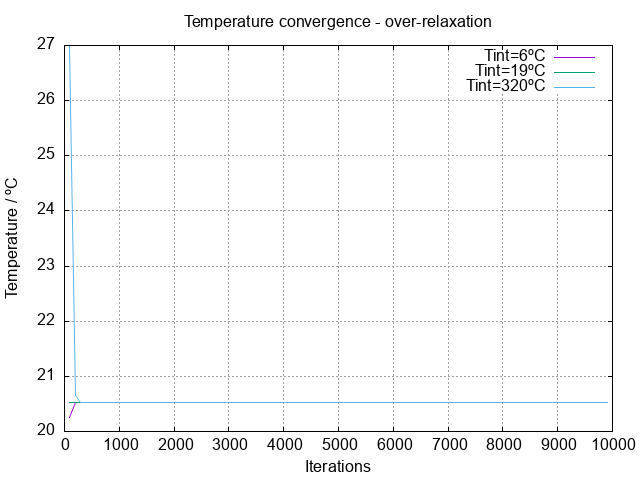 Temperature convergence - over-relaxation
Tint=6ºC
Tint=19ºC
Tint=320ºC
27
26
25
24
23
22
21
20
Temperature / ºC
0 1000 2000 3000 4000 5000 6000 7000 8000 9000 10000
Iterations